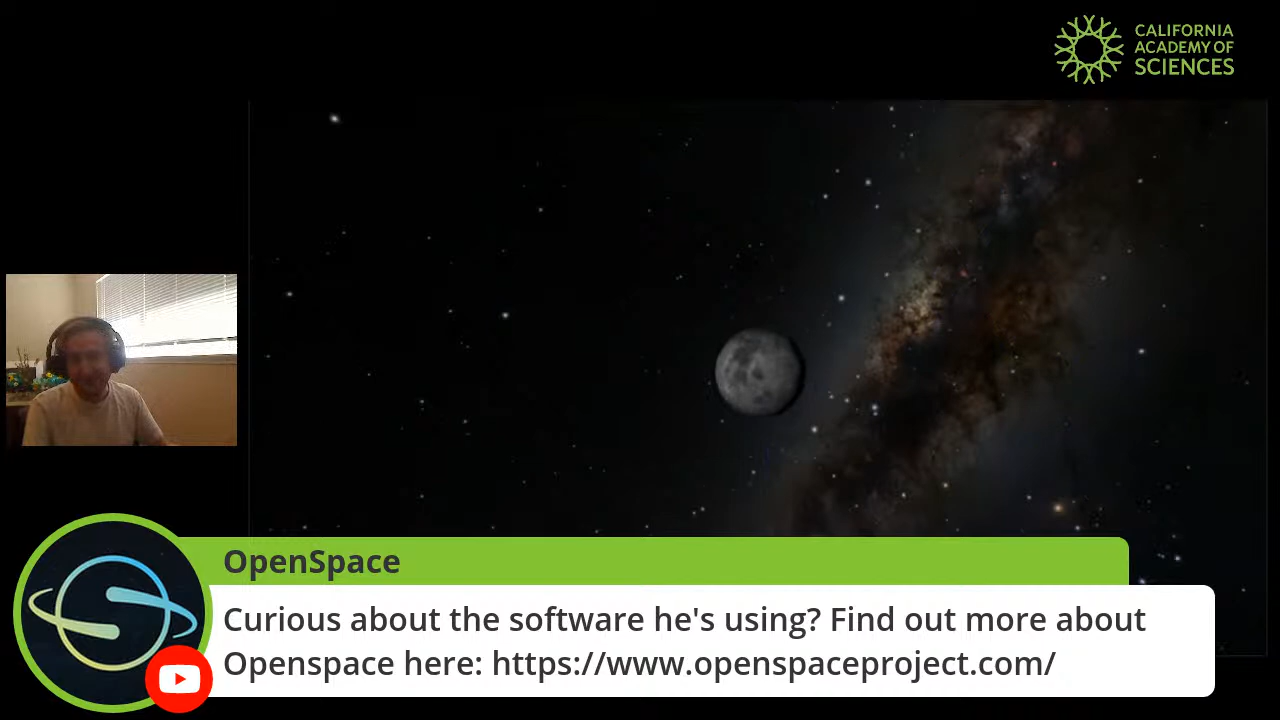 CALIFORNIA
ACADEMY OF
SCIENCES
OpenSpace
Curious about the software he's using? Find out more about
Openspace here: https://www.openspaceproject.com/